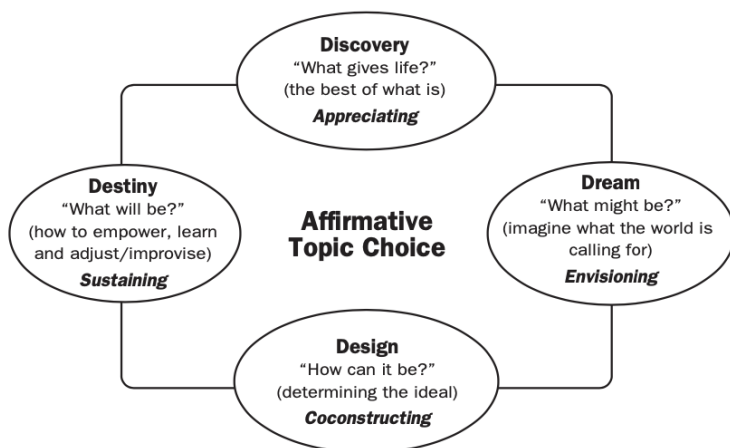 Discovery
“What gives life?”
(the best of what is)
Appreciating
Destiny
“What will be?”
(how to empower, learn
and adjust/improvise)
Sustaining
Affirmative
Topic Choice
Dream
“What might be?”
(imagine what the world is
calling for)
Envisioning
Design
“How can it be?”
(determining the ideal)
Coconstructing